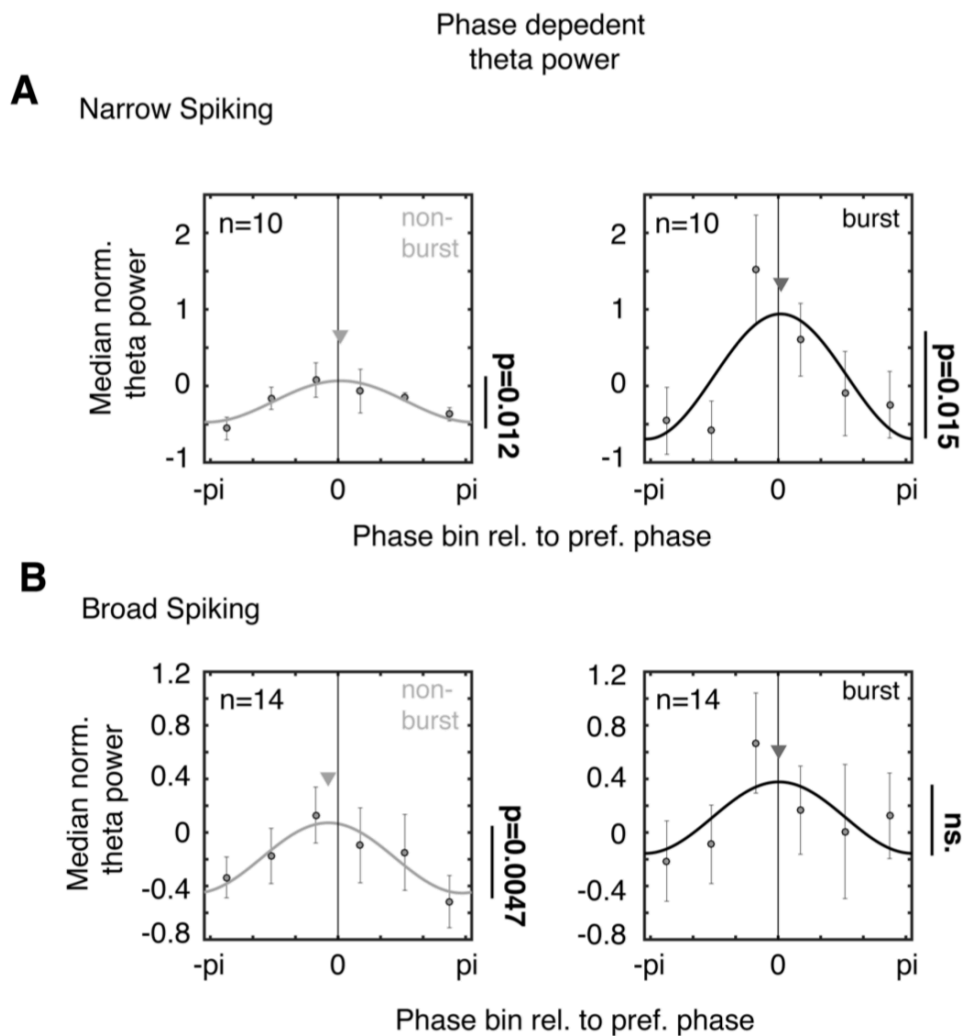 Phase depedent
theta power
A
Narrow Spiking
Median norm.
theta power
2
1
0
-1
n=10
non-
burst
-pi
0
pi
p=0.012
2
1
0
-1
n=10
burst
-pi
0
pi
p=0.015
Phase bin rel. to pref. phase
B
Broad Spiking
Median norm.
theta power
1.2
0.8
0.4
0
-0.4
-0.8
n=14
non-
burst
-pi
0
pi
p=0.0047
1.2
0.8
0.4
0
-0.4
-0.8
n=14
burst
-pi
0
pi
ns.
Phase bin rel. to pref. phase